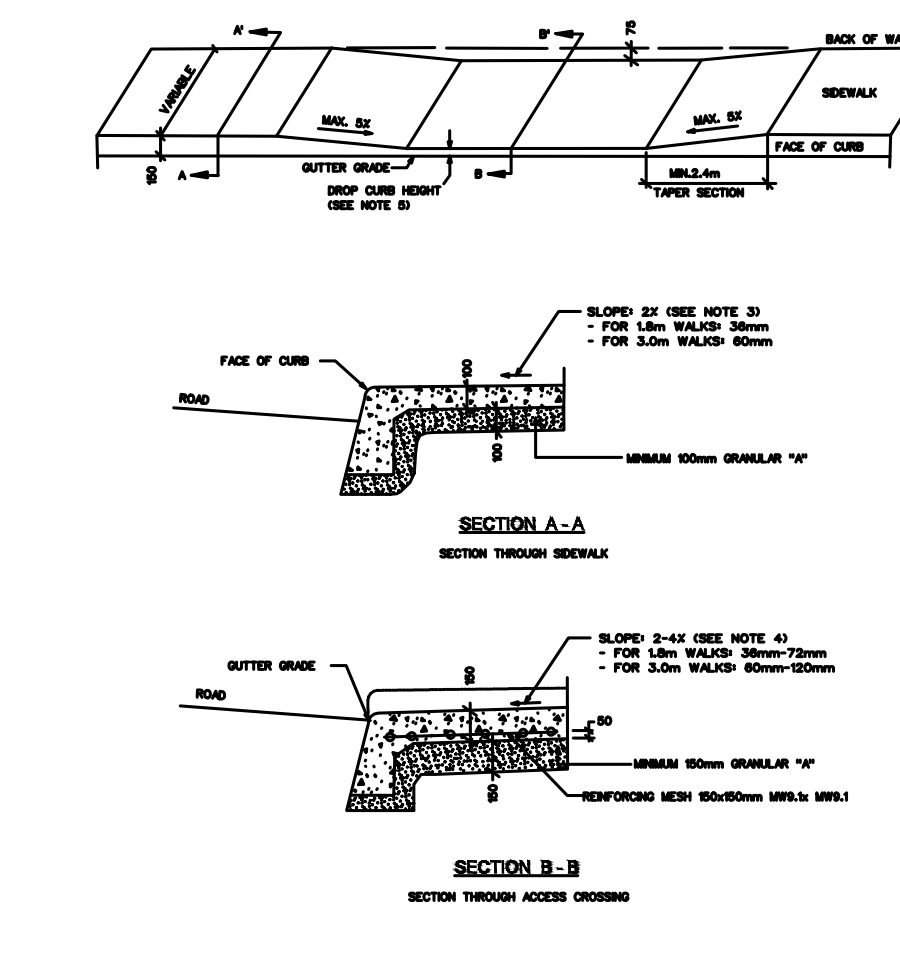 A'
B'
75
BACK OF WA
VARIABLE
SIDEWALK
MAX. 5%
MAX. 5%
FACE OF CURB
150
A
GUTTER GRADE
B
MIN.2.4m
DROP CURB HEIGHT
(SEE NOTE 5)
TAPER SECTION
SLOPE: 2% (SEE NOTE 3)
- FOR 1.8m WALKS: 36mm
- FOR 3.0m WALKS: 60mm
FACE OF CURB
100
ROAD
100
MINIMUM 100mm GRANULAR "A"
SECTION A-A
SECTION THROUGH SIDEWALK
SLOPE: 2-4% (SEE NOTE 4)
- FOR 1.8m WALKS: 36mm-72mm
- FOR 3.0m WALKS: 60mm-120mm
GUTTER GRADE
150
ROAD
50
MINIMUM 150mm GRANULAR "A"
150
REINFORCING MESH 150x150mm MW9.1x MW9.1
SECTION B-B
SECTION THROUGH ACCESS CROSSING